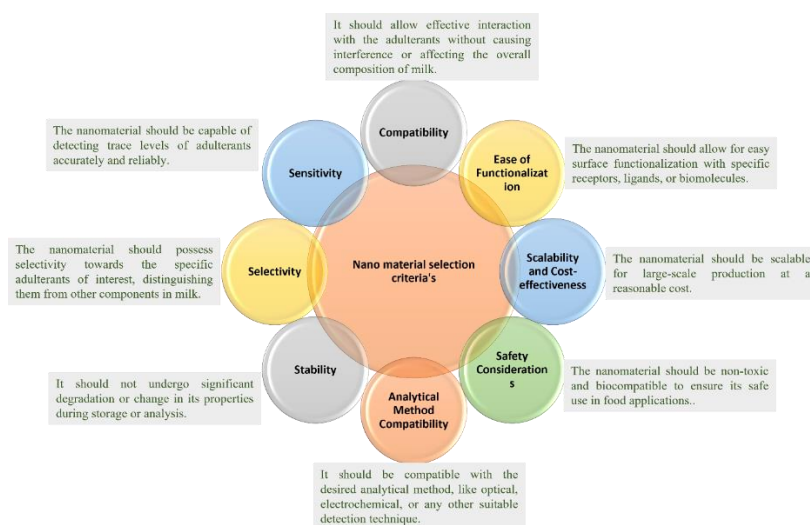 It should allow effective interaction
with the adulterants without causing
interference or affecting the overall
composition of milk.
Compatibility
The nanomaterial should be capable of
detecting trace levels of adulterants
accurately and reliably.
Sensitivity
Ease of
Functionalizat
ion
The nanomaterial should allow for easy
surface functionalization with specific
receptors, ligands, or biomolecules.
The nanomaterial should possess
selectivity towards the specific
adulterants of interest, distinguishing
them from other components in milk.
Selectivity
Nano material selection
criteria's
Scalability
and Cost-
effectiveness
The nanomaterial should be scalable
for large-scale production at a
reasonable cost.
It should not undergo significant
degradation or change in its properties
during storage or analysis.
Stability
Safety
Consideration
s
The nanomaterial should be non-toxic
and biocompatible to ensure its safe
use in food applications..
Analytical
Method
Compatibility
It should be compatible with the
desired analytical method, like optical,
electrochemical, or any other suitable
detection technique.